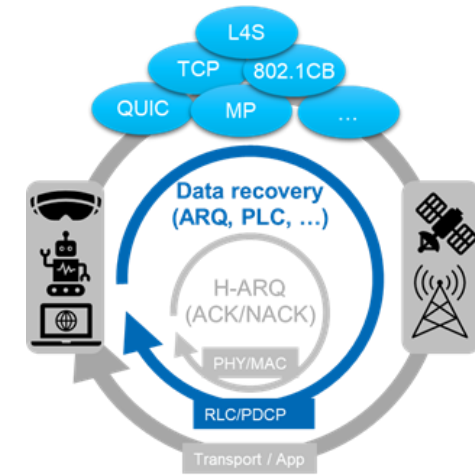 L4S
TCP
802.1CB
QUIC
MP
...
Data recovery
(ARQ, PLC, ...)
H-ARQ
(ACK/NACK)
PHY/MAC
RLC/PDCP
Transport / App